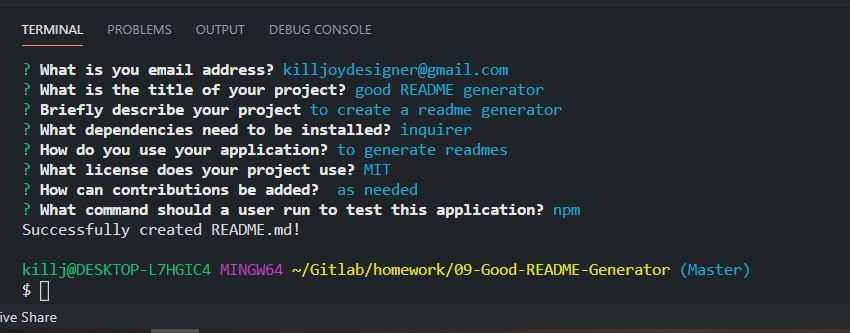 TERMINAL PROBLEMS OUTPUT DEBUG CONSOLE
? What is you email address? killjoydesigner@gmail.com
? What is the title of your project? good README generator
? Briefly describe your project to create a readme generator
? What dependencies need to be installed? inquirer
? How do you use your application? to generate readmes
? What license does your project use? MIT
? How can contributions be added?  as needed
? What command should a user run to test this application? npm
Successfully created README.md!
killj@DESKTOP-L7HGIC4 MINGW64 ~/Gitlab/homework/09-Good-README-Generator (Master)
$
ive Share